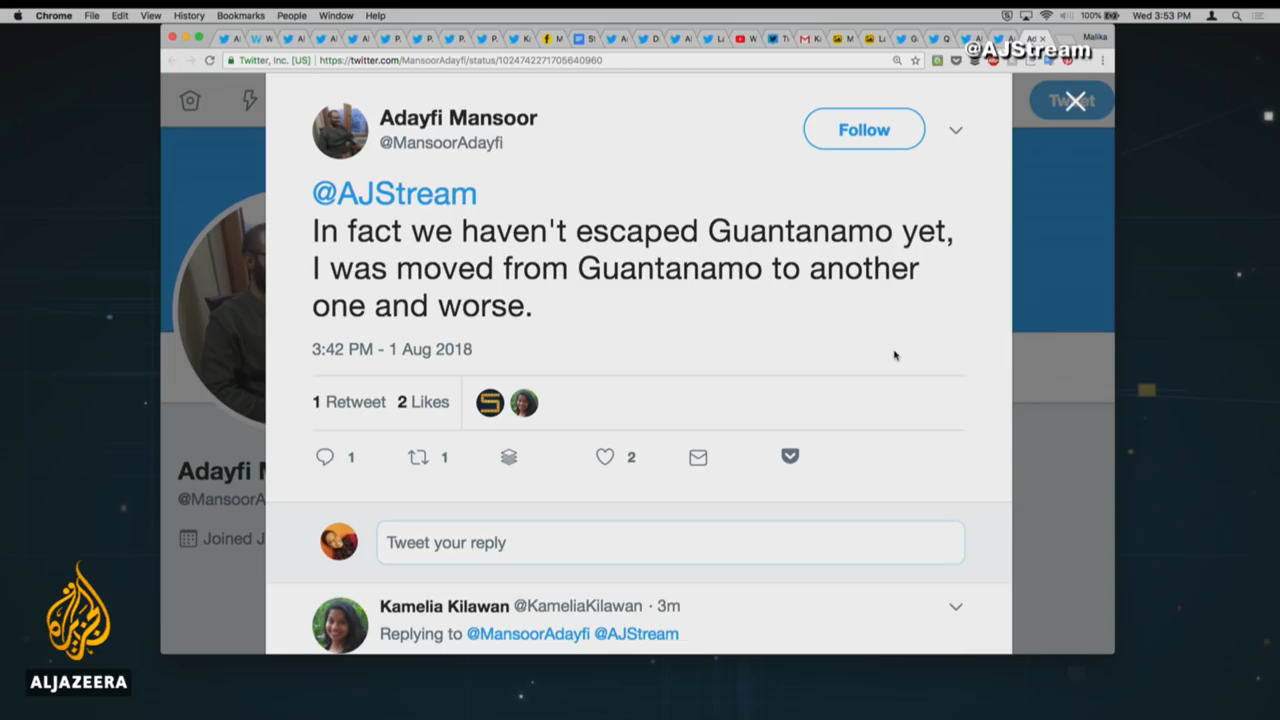 Chrome File Edit View History Bookmarks People Window Help
100% Wed 3:53 PM
Malika
@AJStream
Twitter, Inc. [US] https://twitter.com/MansoorAdayfi/status/1024742271705640960
Tweet
Adayfi Mansoor
@MansoorAdayfi
Follow
@AJStream
In fact we haven't escaped Guantanamo yet,
I was moved from Guantanamo to another
one and worse.
3:42 PM - 1 Aug 2018
1 Retweet 2 Likes
1 1 2
Adayfi M
@MansoorA
Joined J
Tweet your reply
Kamelia Kilawan @KameliaKilawan · 3m
Replying to @MansoorAdayfi @AJStream
الجزيرة
ALJAZEERA